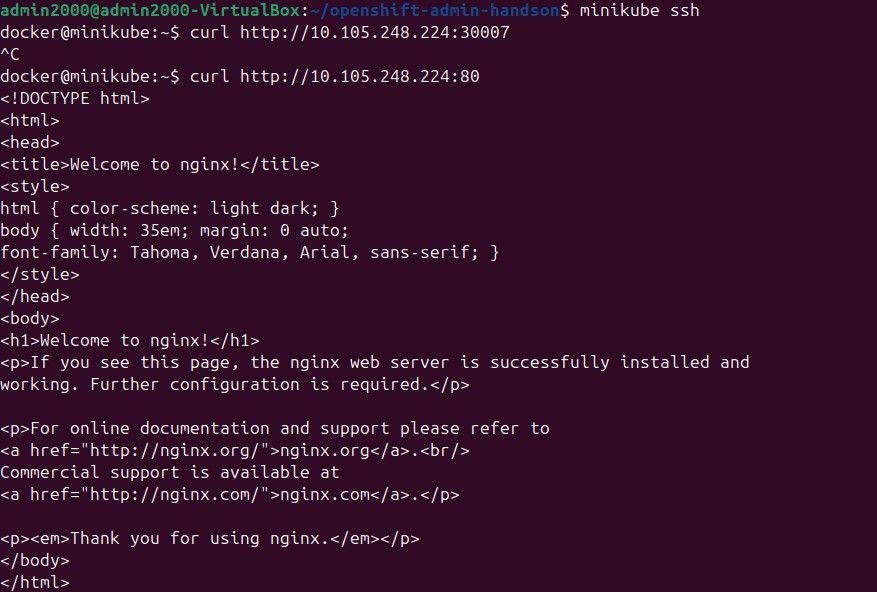 admin2000@admin2000-VirtualBox:~/openshift-admin-handson$ minikube ssh
docker@minikube:~$ curl http://10.105.248.224:30007
^C
docker@minikube:~$ curl http://10.105.248.224:80
<!DOCTYPE html>
<html>
<head>
<title>Welcome to nginx!</title>
<style>
html { color-scheme: light dark; }
body { width: 35em; margin: 0 auto;
font-family: Tahoma, Verdana, Arial, sans-serif; }
</style>
</head>
<body>
<h1>Welcome to nginx!</h1>
<p>If you see this page, the nginx web server is successfully installed and
working. Further configuration is required.</p>

<p>For online documentation and support please refer to
<a href="http://nginx.org/">nginx.org</a>.<br/>
Commercial support is available at
<a href="http://nginx.com/">nginx.com</a>.</p>

<p><em>Thank you for using nginx.</em></p>
</body>
</html>